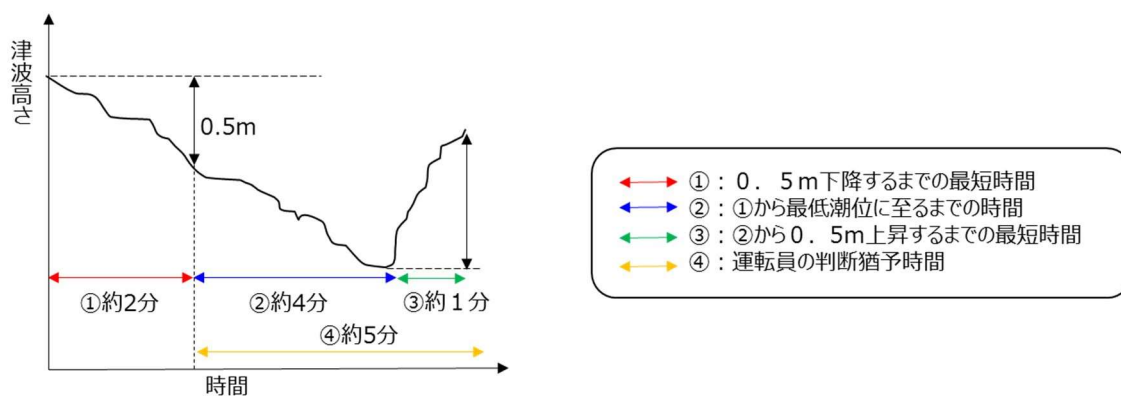 津波高さ
0.5m
①約2分
②約4分
③約１分
④約5分
時間
①：０．５ｍ下降するまでの最短時間
②：①から最低潮位に至るまでの時間
③：②から０．５m上昇するまでの最短時間
④：運転員の判断猶予時間